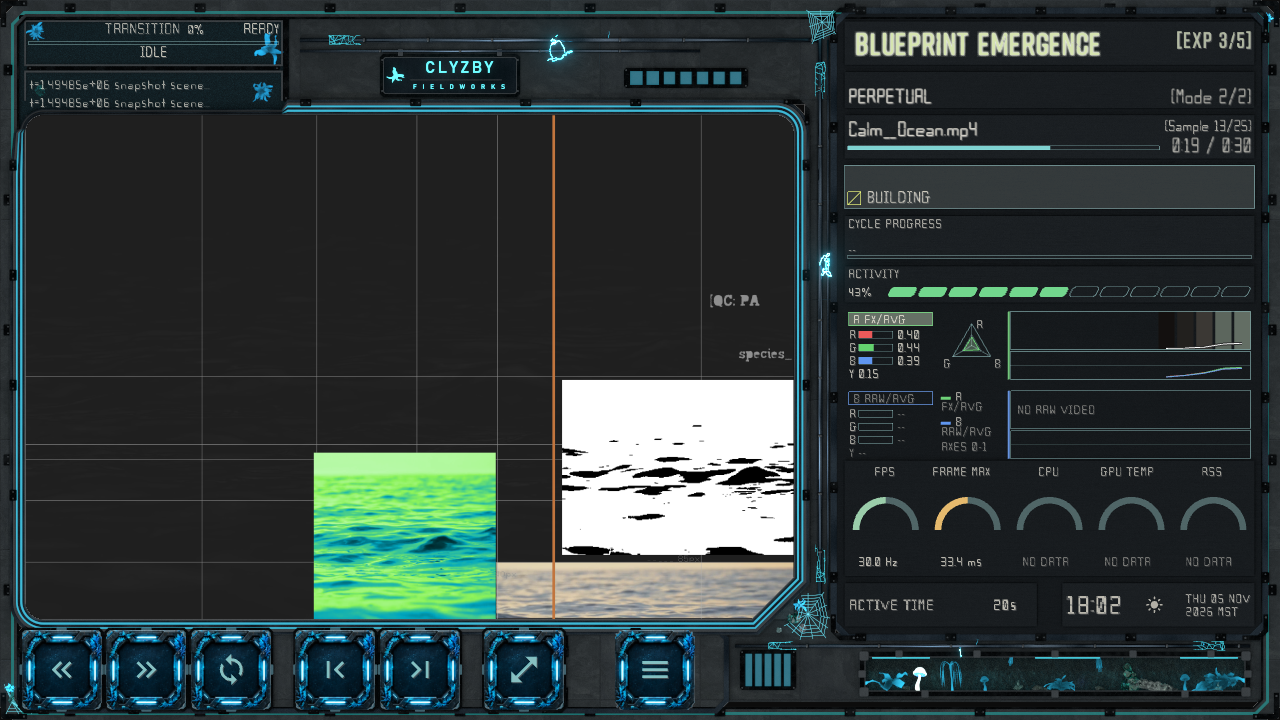 TRANSITION 0% READY
IDLE
t=1.49485e+06 Snapshot Scene..
t=1.49485e+06 Snapshot Scene..
CLYZBY
FIELDWORKS
[QC: PA
species_
BLUEPRINT EMERGENCE [EXP 3/5]
PERPETUAL (Mode 2/2)
Calm__Ocean.mp4 (Sample 13/25)
0:19 / 0:30
BUILDING
CYCLE PROGRESS
--
ACTIVITY
43%
A FX/AVG
R 0.40
G 0.44
B 0.39
Y 0.15
R
G B
B RAW/AVG
R --
G --
B --
Y --
A
FX/AVG
B
RAW/AVG
AXES 0-1
NO RAW VIDEO
FPS FRAME MAX CPU GPU TEMP RSS
30.0 Hz 33.4 mS NO DATA NO DATA NO DATA
ACTIVE TIME 20s
18:02
THU 05 NOV
2026 MST